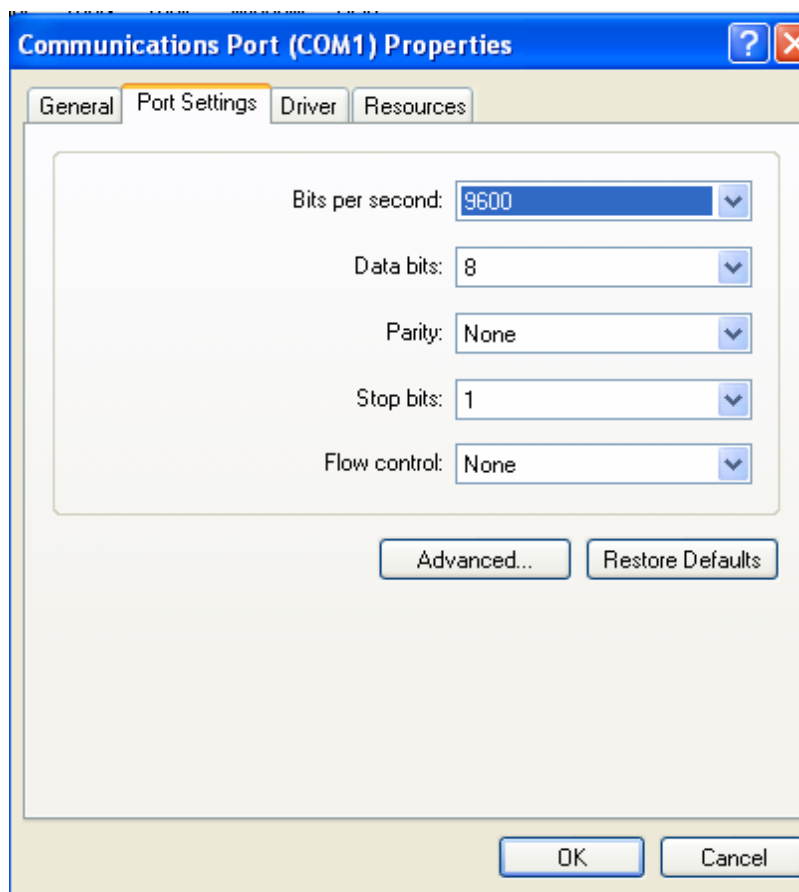 Communications Port (COM1) Properties
General Port Settings Driver Resources
Bits per second: 9600
Data bits: 8
Parity: None
Stop bits: 1
Flow control: None
Advanced... Restore Defaults
OK Cancel